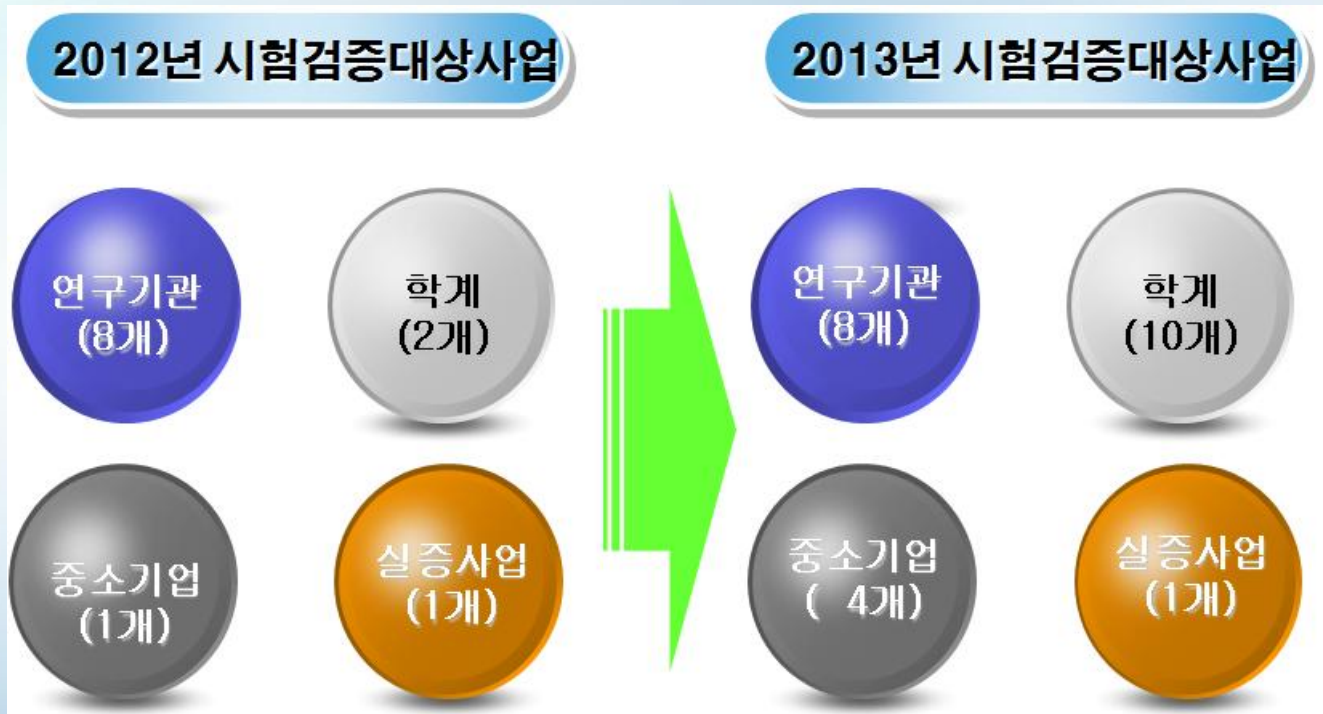 2012년 시험검증대상사업
2013년 시험검증대상사업
연구기관
(8개)
학계
(2개)
연구기관
(8개)
학계
(10개)
중소기업
(1개)
실증사업
(1개)
중소기업
( 4개)
실증사업
(1개)